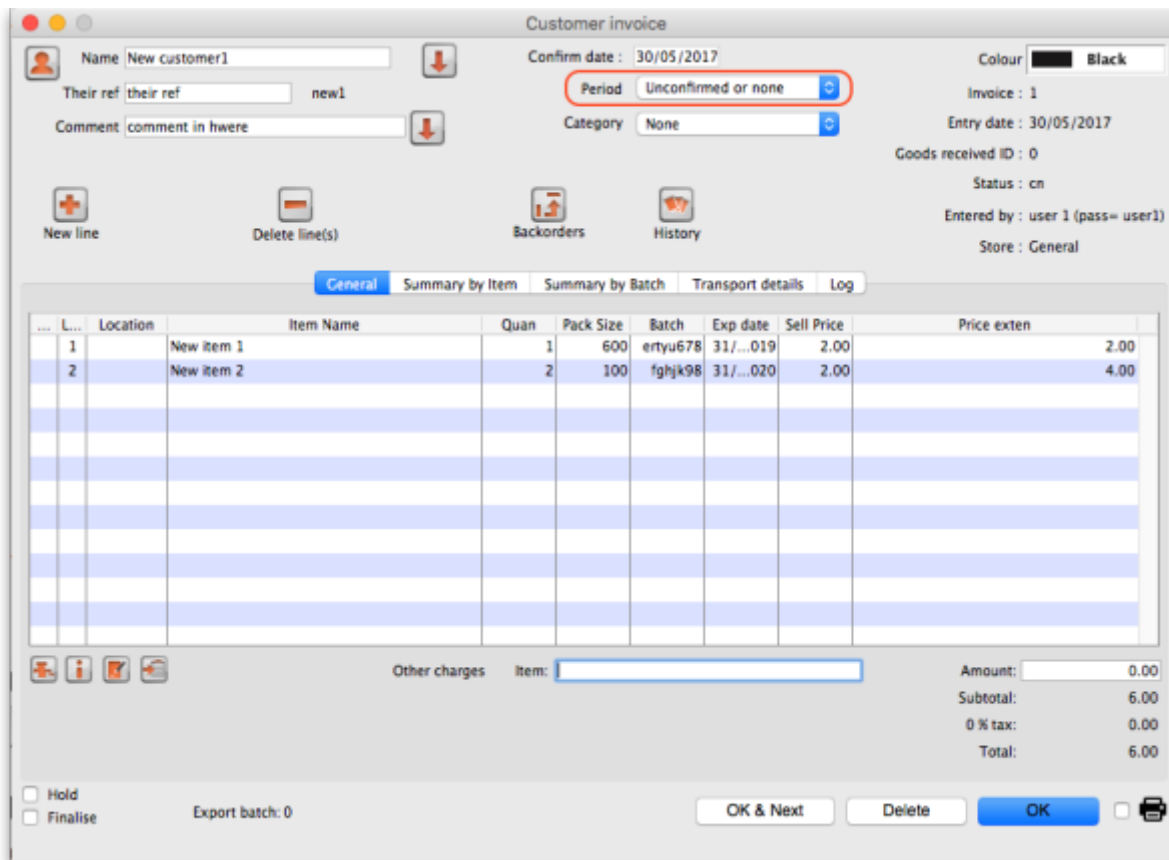 Customer invoice
Name New customer1
Confirm date : 30/05/2017
Colour Black
Their ref their ref new1
Period Unconfirmed or none
Invoice : 1
Comment comment in hwere
Category None
Entry date : 30/05/2017
Goods received ID : 0
Status : cn
Entered by : user 1 (pass= user1)
Store : General
New line
Delete line(s)
Backorders
History
General Summary by Item Summary by Batch Transport details Log
... L... Location Item Name Quan Pack Size Batch Exp date Sell Price Price exten
1 New item 1 1 600 ertyu678 31/...019 2.00 2.00
2 New item 2 2 100 fghjk98 31/...020 2.00 4.00
Other charges Item: Amount: 0.00
Subtotal: 6.00
0 % tax: 0.00
Total: 6.00
Hold
Finalise
Export batch: 0
OK & Next
Delete
OK